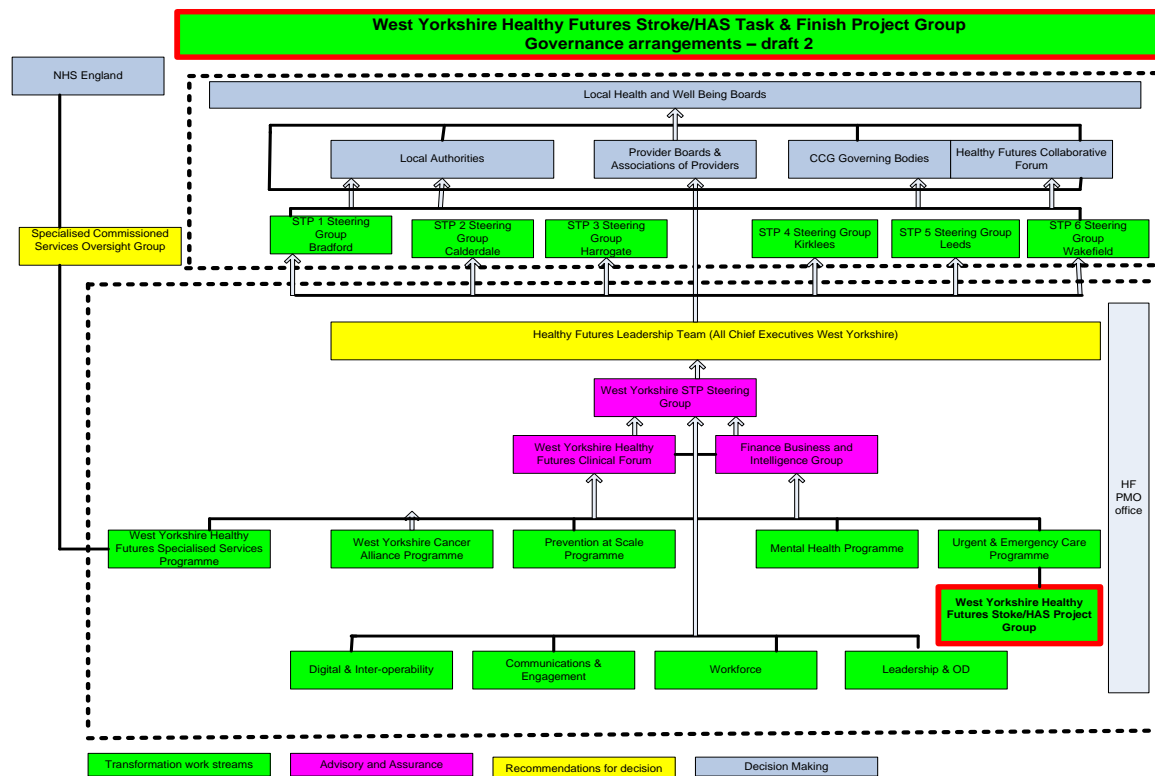 West Yorkshire Healthy Futures Stroke/HAS Task & Finish Project Group
Governance arrangements – draft 2
NHS England
Local Health and Well Being Boards
Local Authorities
Provider Boards &
Associations of Providers
CCG Governing Bodies
Healthy Futures Collaborative
Forum
Specialised Commissioned
Services Oversight Group
STP 1 Steering
Group
Bradford
STP 2 Steering
Group
Calderdale
STP 3 Steering
Group
Harrogate
STP 4 Steering Group
Kirklees
STP 5 Steering Group
Leeds
STP 6 Steering
Group
Wakefield
Healthy Futures Leadership Team (All Chief Executives West Yorkshire)
West Yorkshire STP Steering
Group
West Yorkshire Healthy
Futures Clinical Forum
Finance Business and
Intelligence Group
HF
PMO
office
West Yorkshire Healthy
Futures Specialised Services
Programme
West Yorkshire Cancer
Alliance Programme
Prevention at Scale
Programme
Mental Health Programme
Urgent & Emergency Care
Programme
West Yorkshire Healthy
Futures Stoke/HAS Project
Group
Digital & Inter-operability
Communications &
Engagement
Workforce
Leadership & OD
Transformation work streams
Advisory and Assurance
Recommendations for decision
Decision Making